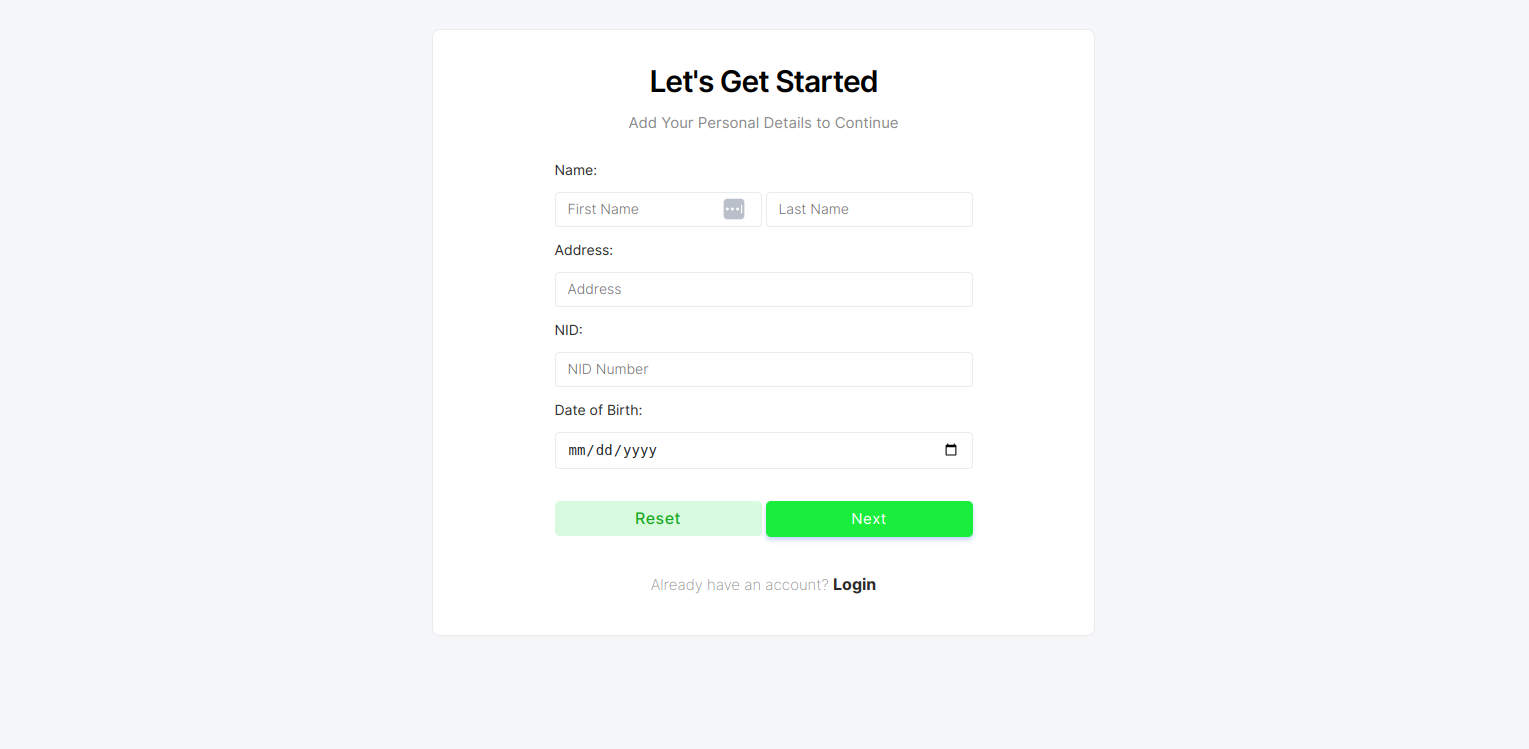 Let's Get Started
Add Your Personal Details to Continue
Name:
First Name Last Name
Address:
Address
NID:
NID Number
Date of Birth:
mm/dd/yyyy
Reset Next
Already have an account? Login